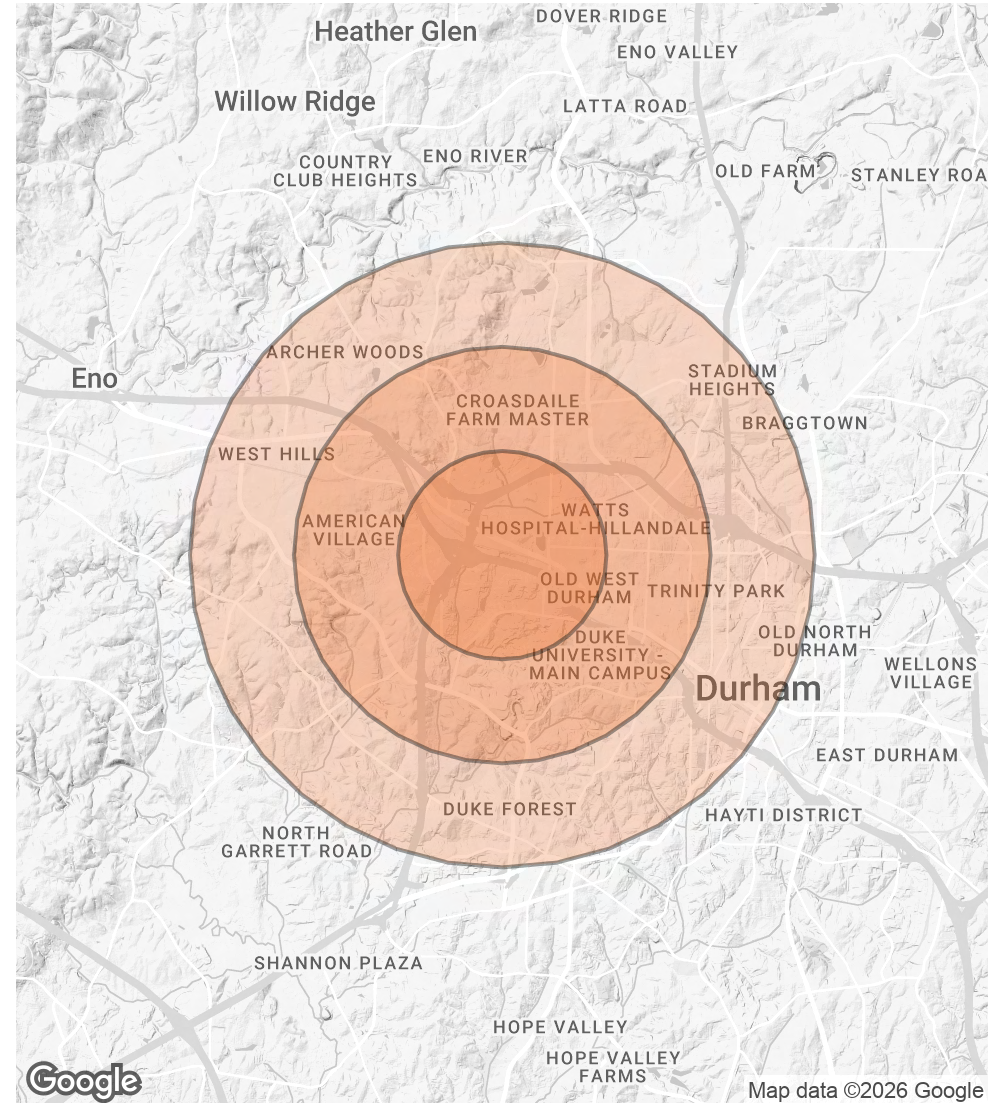 DOVER RIDGE
Heather Glen
ENO VALLEY
Willow Ridge
LATTA ROAD
COUNTRY
CLUB HEIGHTS
ENO RIVER
OLD FARM
STANLEY ROA
ARCHER WOODS
Eno
STADIUM
HEIGHTS
CROASDAILE
FARM MASTER
BRAGGTOWN
WEST HILLS
AMERICAN
VILLAGE
WATTS
HOSPITAL-HILLANDALE
OLD WEST
DURHAM
TRINITY PARK
DUKE
UNIVERSITY -
MAIN CAMPUS
OLD NORTH
DURHAM
WELLONS
VILLAGE
Durham
EAST DURHAM
DUKE FOREST
HAYTI DISTRICT
NORTH
GARRETT ROAD
SHANNON PLAZA
HOPE VALLEY
HOPE VALLEY
FARMS
Google
Map data ©2026 Google